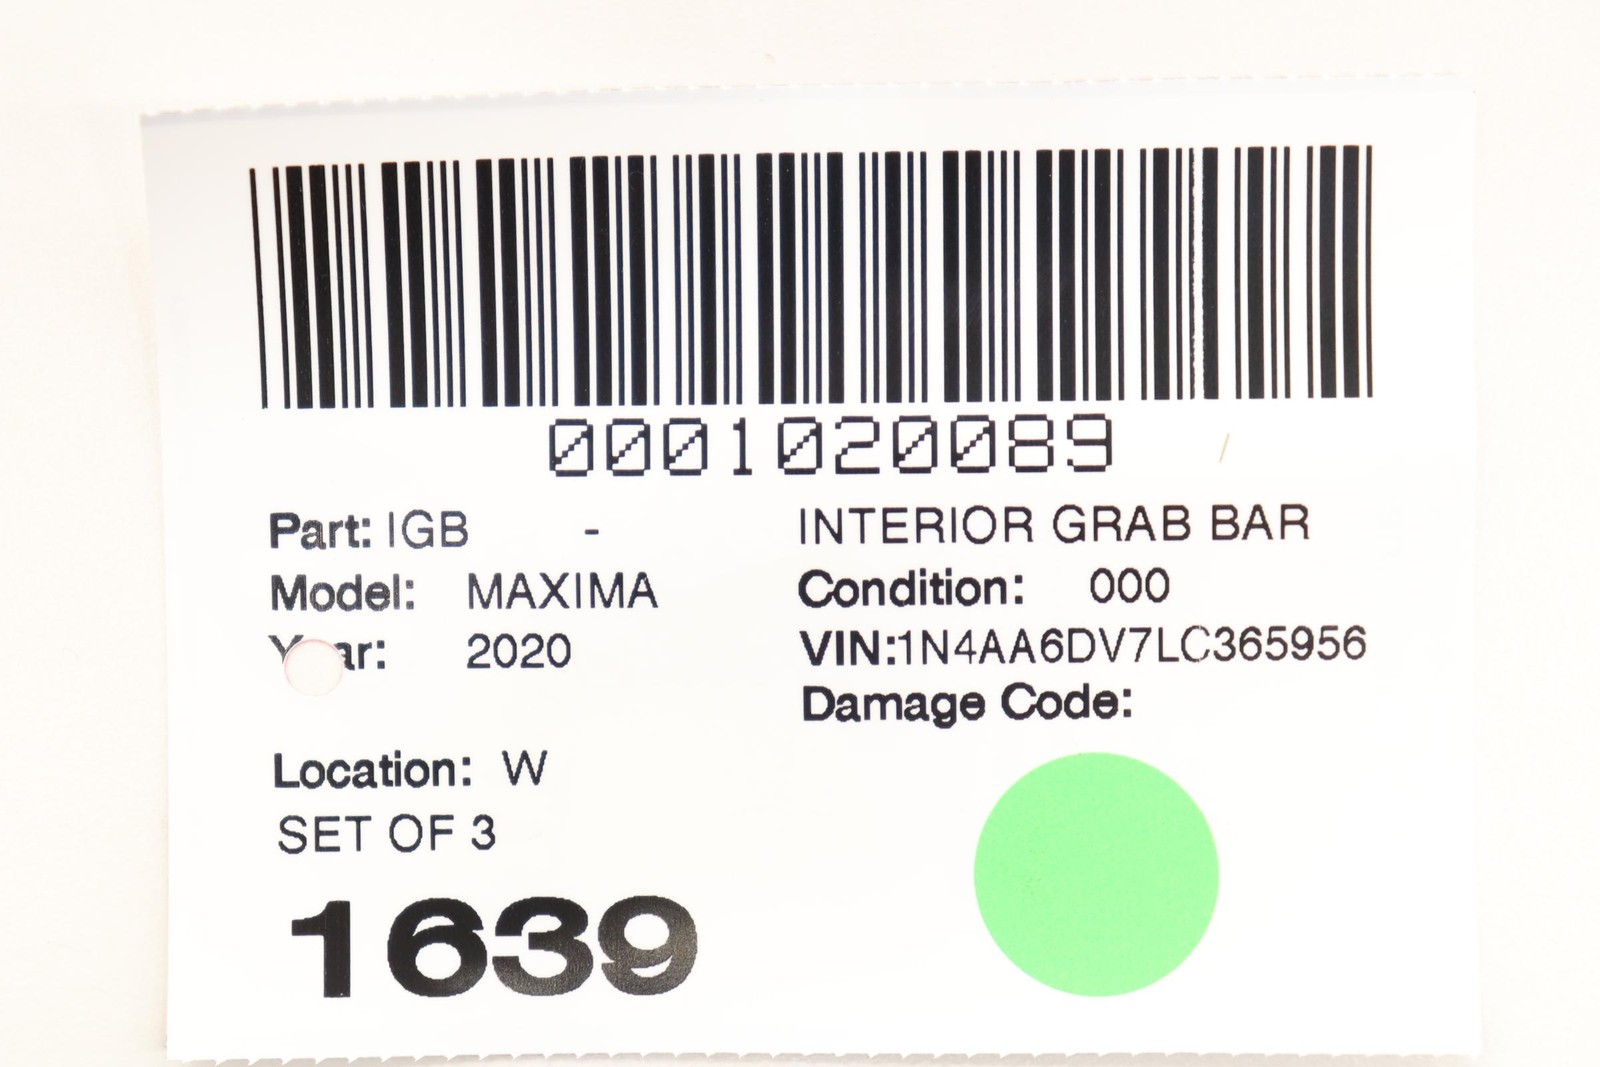 0001020089
Part: IGB - INTERIOR GRAB BAR
Model: MAXIMA Condition: 000
Year: 2020 VIN:1N4AA6DV7LC365956
Damage Code:
Location: W
SET OF 3
1639